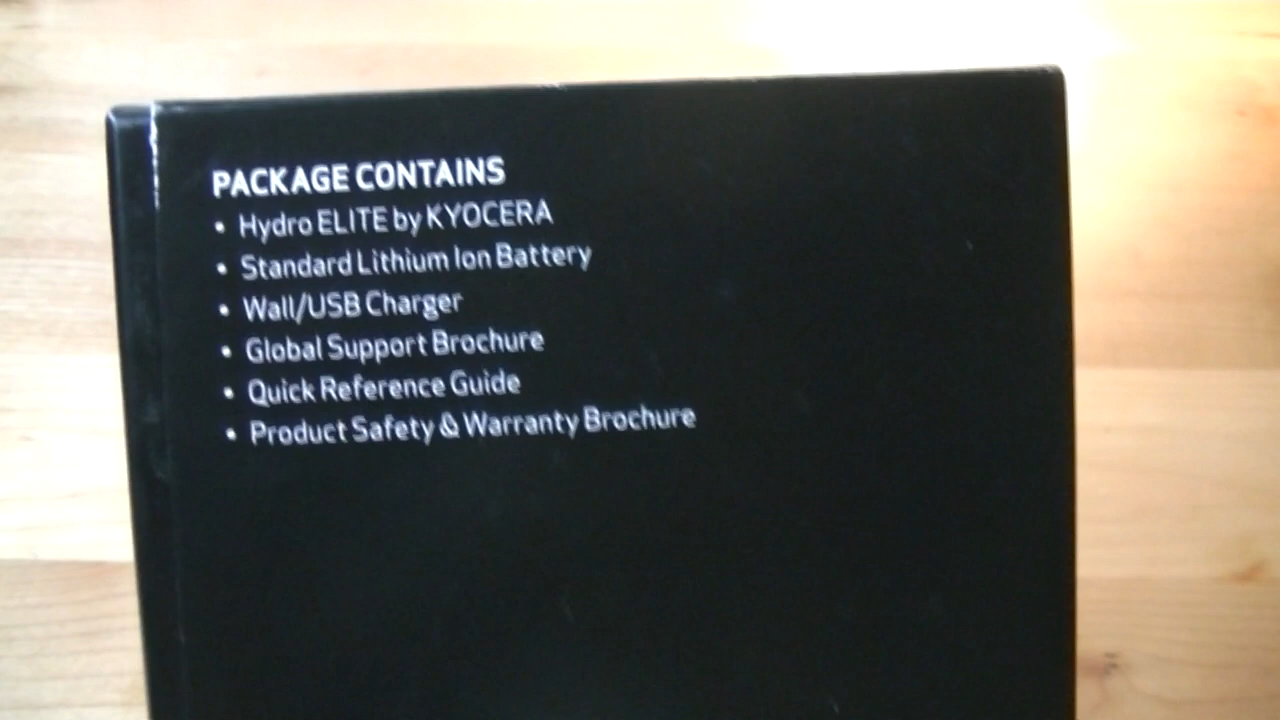 PACKAGE CONTAINS
• Hydro ELITE by KYOCERA
• Standard Lithium Ion Battery
• Wall/USB Charger
• Global Support Brochure
• Quick Reference Guide
• Product Safety & Warranty Brochure